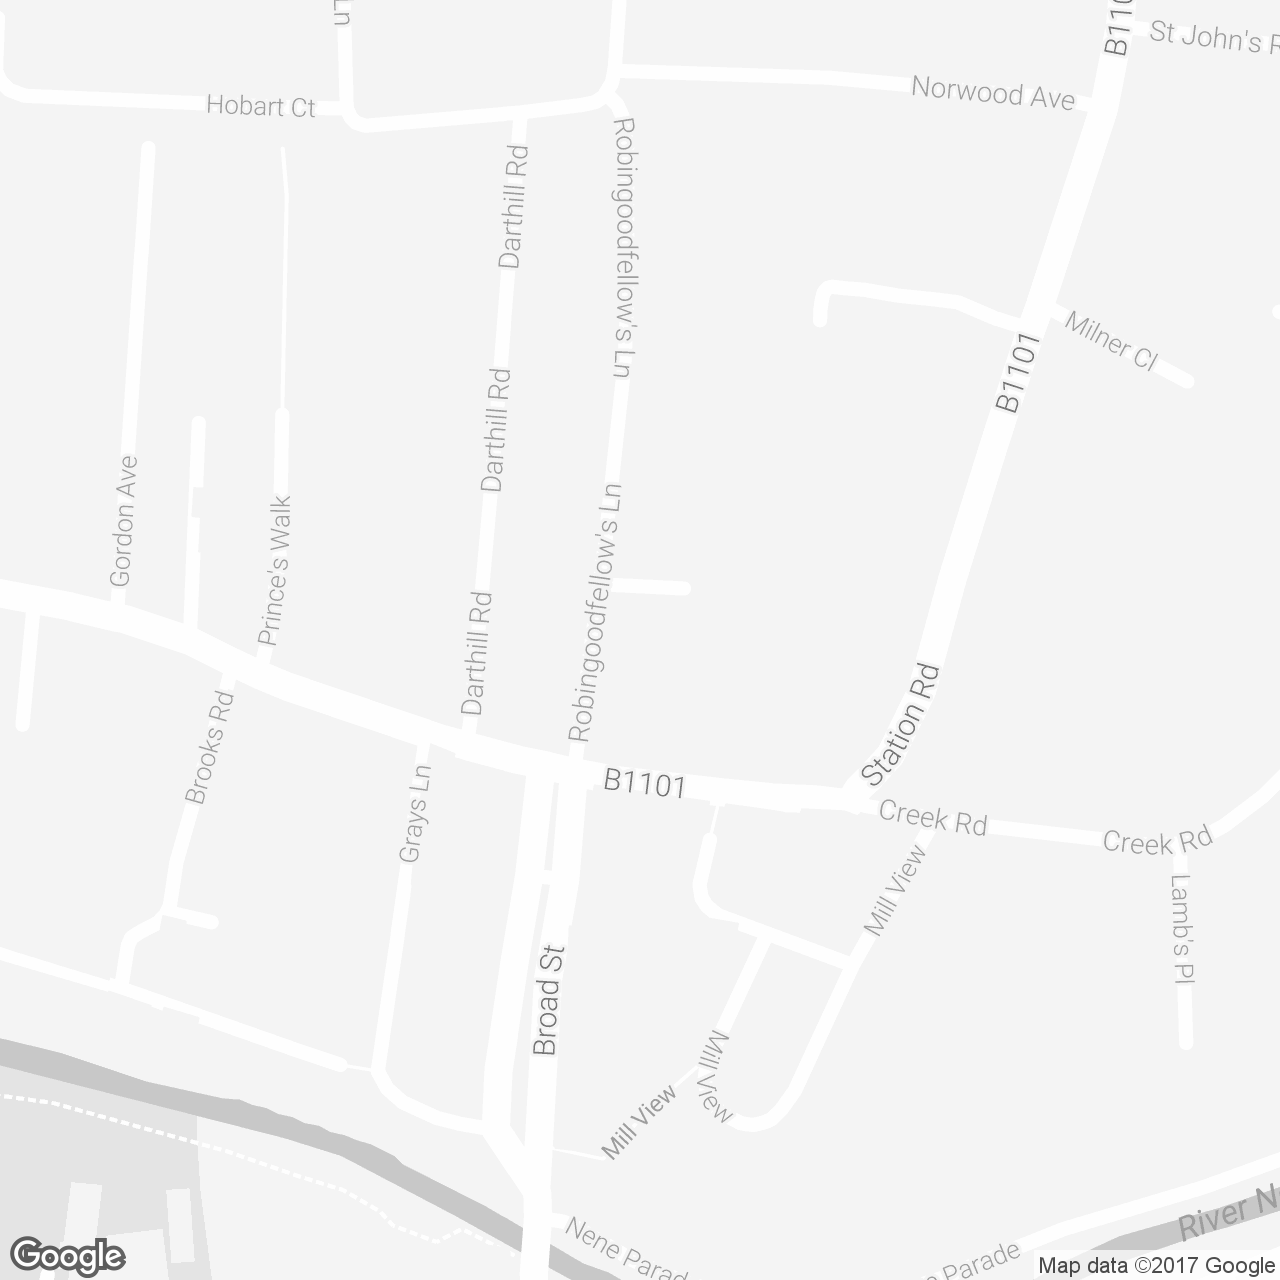 Ln
B110
St John's R
Hobart Ct
Norwood Ave
Darthill Rd
Robingoodfellow's Ln
Milner Cl
B1101
Darthill Rd
Gordon Ave
Prince's Walk
Robingoodfellow's Ln
Darthill Rd
Station Rd
Brooks Rd
Grays Ln
B1101
Creek Rd
Creek Rd
Mill View
Lamb's Pl
Broad St
Mill View
Mill View
Nene Parad
River N
e Parade
Google
Map data ©2017 Google